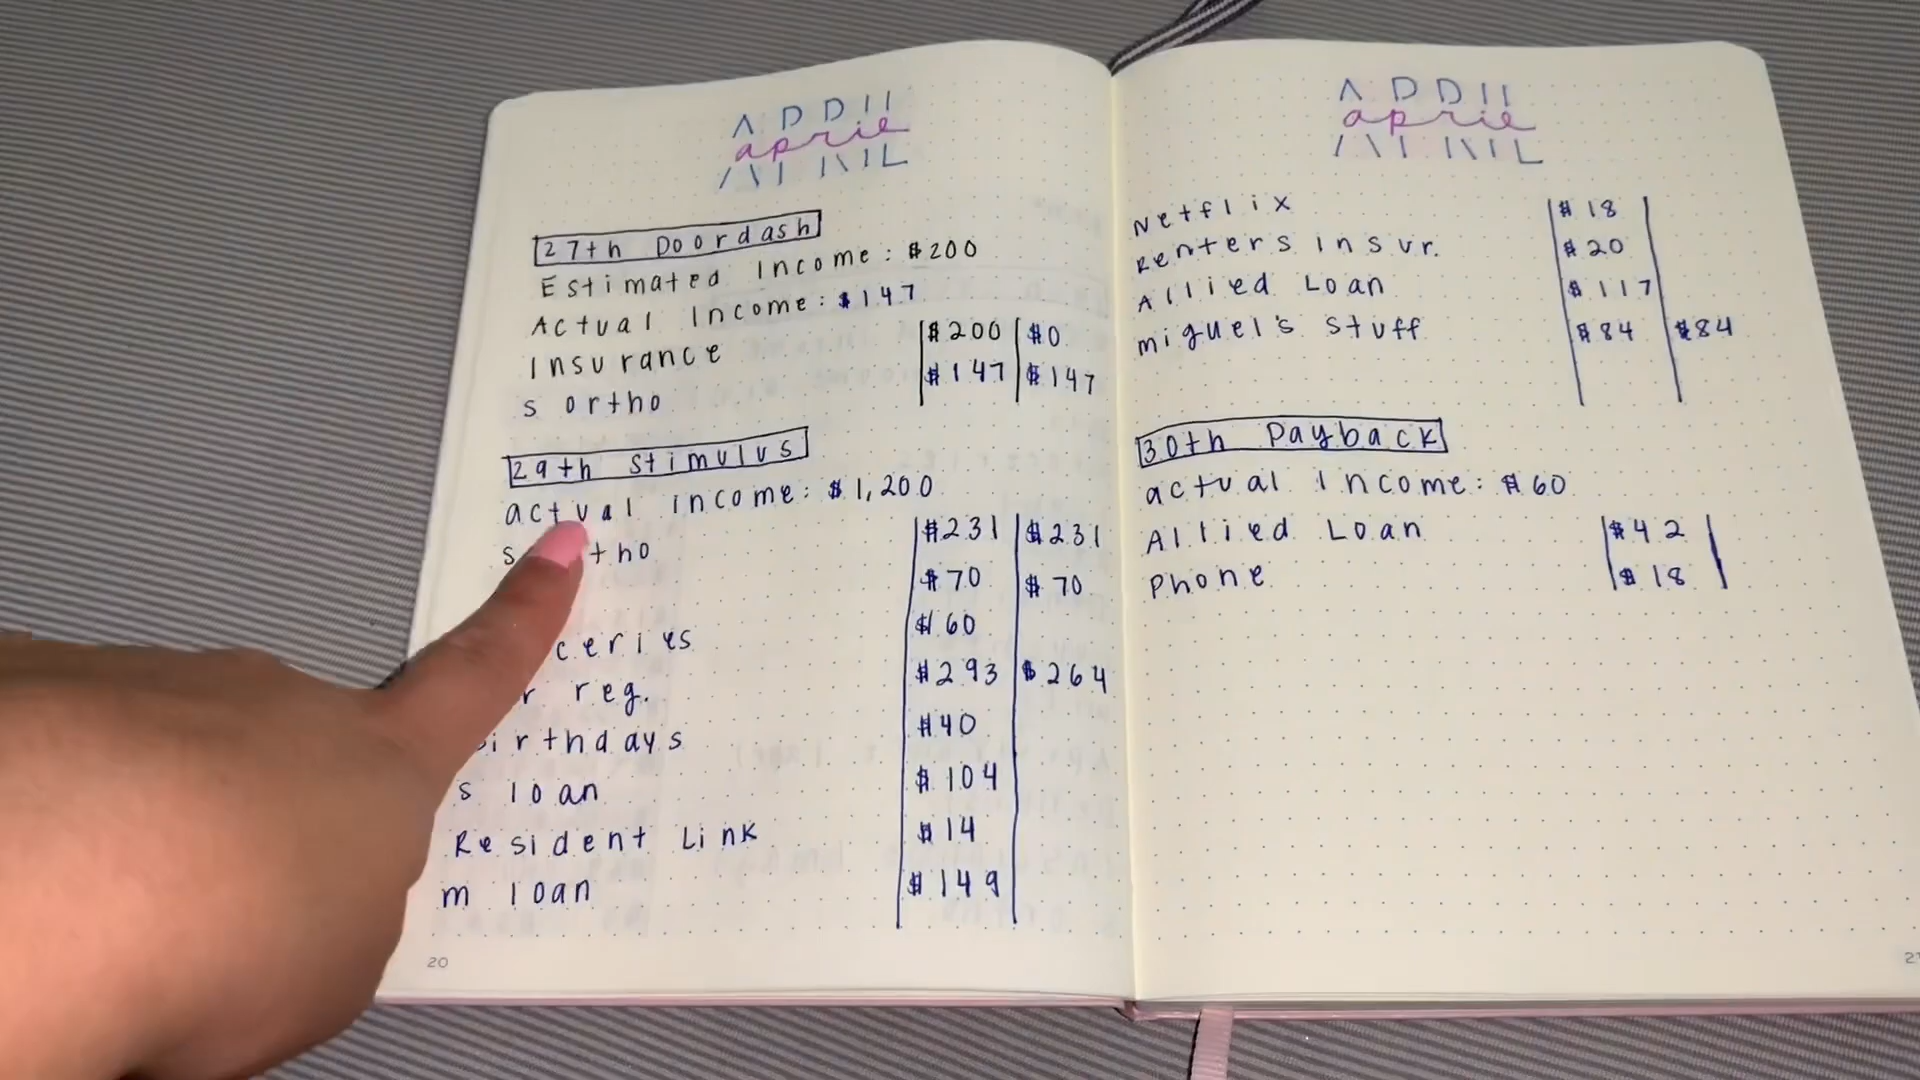 april
27th Doordash
Estimated Income: $200
Actual Income: $147
Insurance $200 $0
s ortho $147 $147
29th Stimulus
actual income: $1,200
$231 $231
$70 $70
$60
reg. $293 $264
Birthdays $40
s loan $104
Resident Link $14
m loan $149
20
april
Netflix $18
Renters Insur. $20
Allied Loan $117
miguel's stuff $84 $84
30th Payback
actual Income: $60
Allied Loan $42
Phone $18